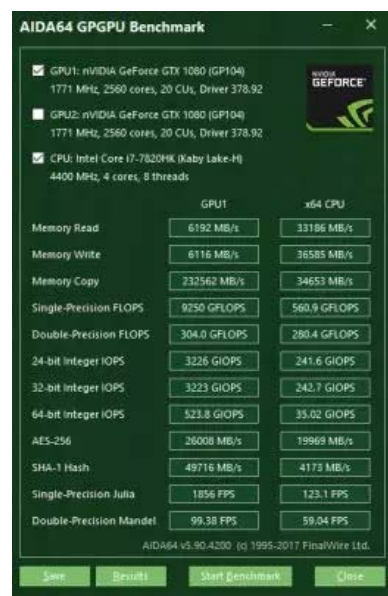 AIDA64 GPGPU Benchmark
GPU1: nVIDIA GeForce GTX 1080 (GP104)
1771 MHz, 2560 cores, 20 CUs, Driver 378.92
NVIDIA
GEFORCE
GPU2: nVIDIA GeForce GTX 1080 (GP104)
1771 MHz, 2560 cores, 20 CUs, Driver 378.92
CPU: Intel Core i7-7820HK (Kaby Lake-H)
4400 MHz, 4 cores, 8 threads
GPU1 x64 CPU
Memory Read 6192 MB/s 33186 MB/s
Memory Write 6116 MB/s 36585 MB/s
Memory Copy 232562 MB/s 34653 MB/s
Single-Precision FLOPS 9250 GFLOPS 560.9 GFLOPS
Double-Precision FLOPS 304.0 GFLOPS 280.4 GFLOPS
24-bit Integer IOPS 3226 GIOPS 241.6 GIOPS
32-bit Integer IOPS 3223 GIOPS 242.7 GIOPS
64-bit Integer IOPS 523.8 GIOPS 35.02 GIOPS
AES-256 26008 MB/s 19969 MB/s
SHA-1 Hash 49716 MB/s 4173 MB/s
Single-Precision Julia 1856 FPS 123.1 FPS
Double-Precision Mandel 99.38 FPS 59.04 FPS
AIDA64 v5.90.4200 (c) 1995-2017 FinalWire Ltd.
Save Results Start Benchmark Close